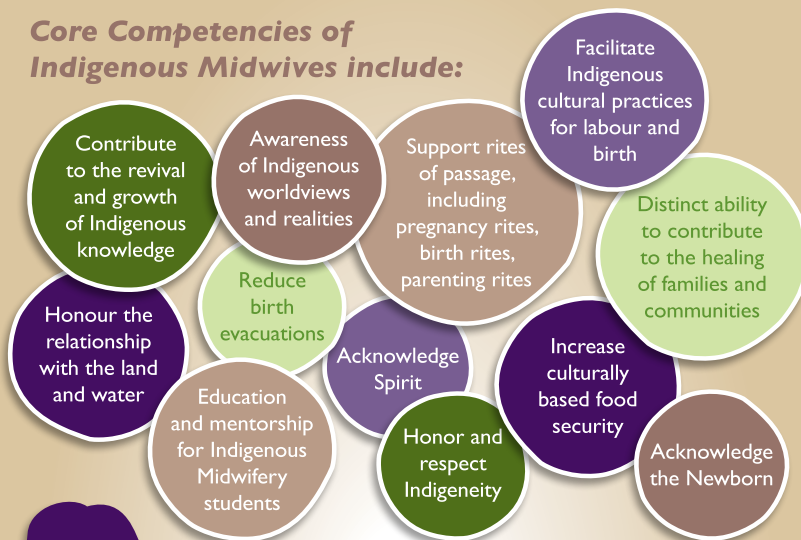 Core Competencies of
Indigenous Midwives include:
Facilitate
Indigenous
cultural practices
for labour and
birth
Contribute
to the revival
and growth
of Indigenous
knowledge
Awareness
of Indigenous
worldviews
and realities
Support rites
of passage,
including
pregnancy rites,
birth rites,
parenting rites
Distinct ability
to contribute
to the healing
of families and
communities
Honour the
relationship
with the land
and water
Reduce
birth
evacuations
Acknowledge
Spirit
Increase
culturally
based food
security
Education
and mentorship
for Indigenous
Midwifery
students
Honor and
respect
Indigeneity
Acknowledge
the Newborn